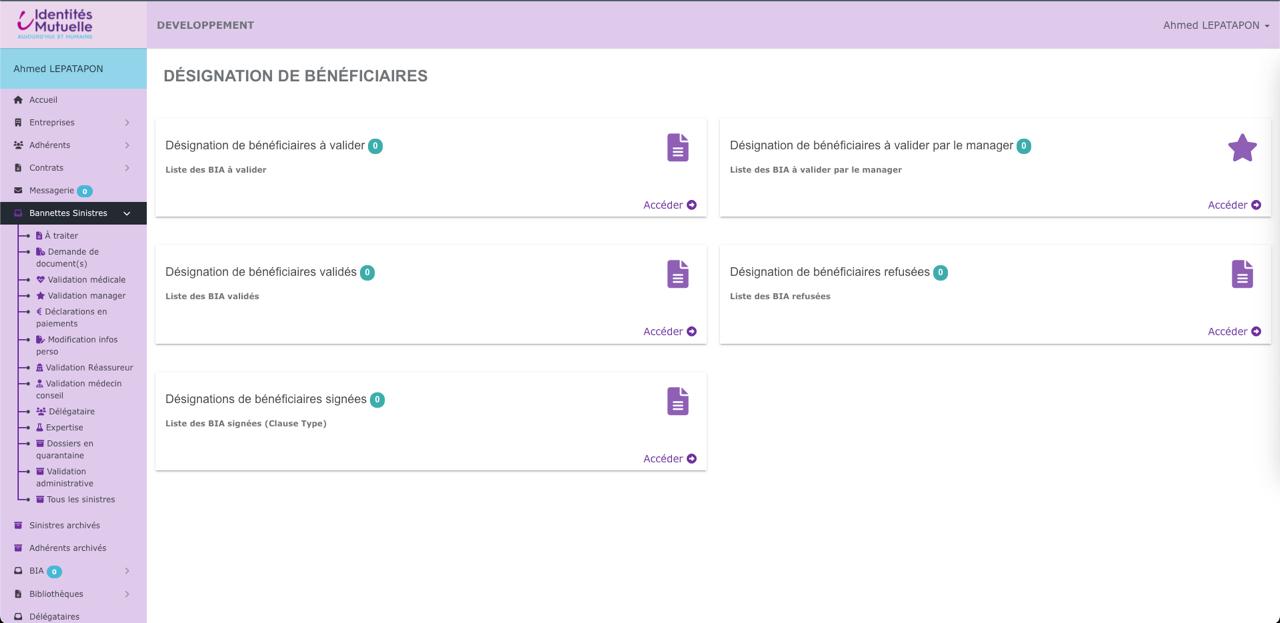 Identités
Mutuelle
AUJOURD'HUI ET HUMAINE
DEVELOPPEMENT
Ahmed LEPATAPON
Ahmed LEPATAPON
Accueil
Entreprises
Adhérents
Contrats
Messagerie 0
Bannettes Sinistres
À traiter
Demande de
document(s)
Validation médicale
Validation manager
Déclarations en
paiements
Modification infos
perso
Validation Réassureur
Validation médecin
conseil
Délégataire
Expertise
Dossiers en
quarantaine
Validation
administrative
Tous les sinistres
Sinistres archivés
Adhérents archivés
BIA 0
Bibliothèques
Délégataires
DÉSIGNATION DE BÉNÉFICIAIRES
Désignation de bénéficiaires à valider 0
Liste des BIA à valider
Accéder
Désignation de bénéficiaires à valider par le manager 0
Liste des BIA à valider par le manager
Accéder
Désignation de bénéficiaires validés 0
Liste des BIA validés
Accéder
Désignation de bénéficiaires refusées 0
Liste des BIA refusées
Accéder
Désignations de bénéficiaires signées 0
Liste des BIA signées (Clause Type)
Accéder